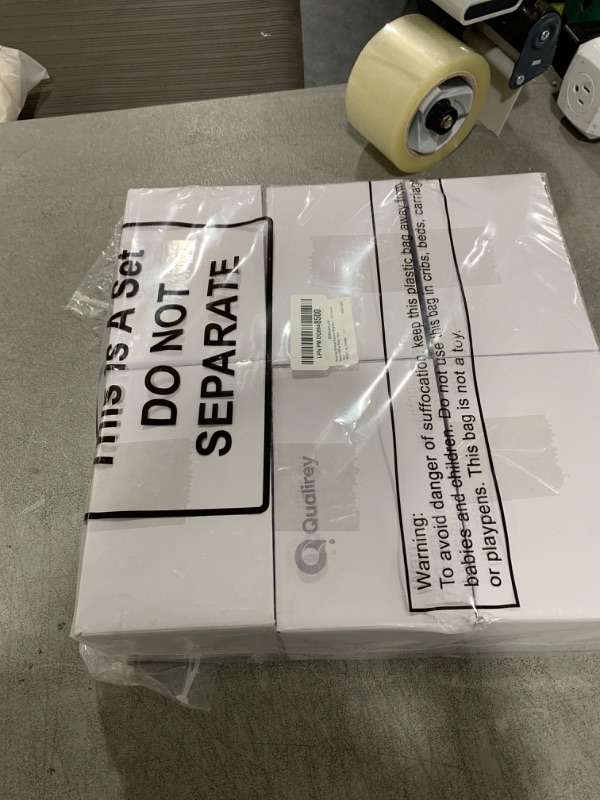 This is A Set
DO NOT
SEPARATE
Qualirey
Warning:
To avoid danger of suffocation, keep this plastic bag away from
babies and children. Do not use this bag in cribs, beds, carriages
or playpens. This bag is not a toy.